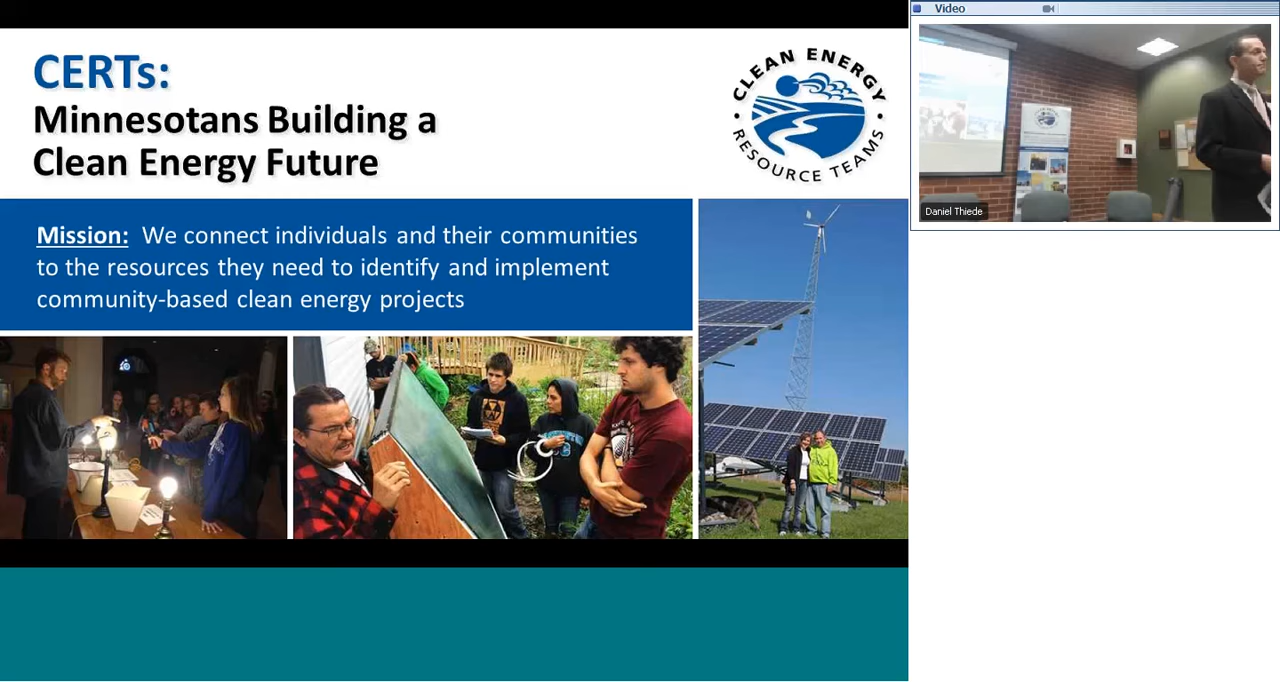 CERTs:
Minnesotans Building a
Clean Energy Future
CLEAN ENERGY
• RESOURCE TEAMS •
Mission: We connect individuals and their communities
to the resources they need to identify and implement
community-based clean energy projects
Video
Daniel Thiede